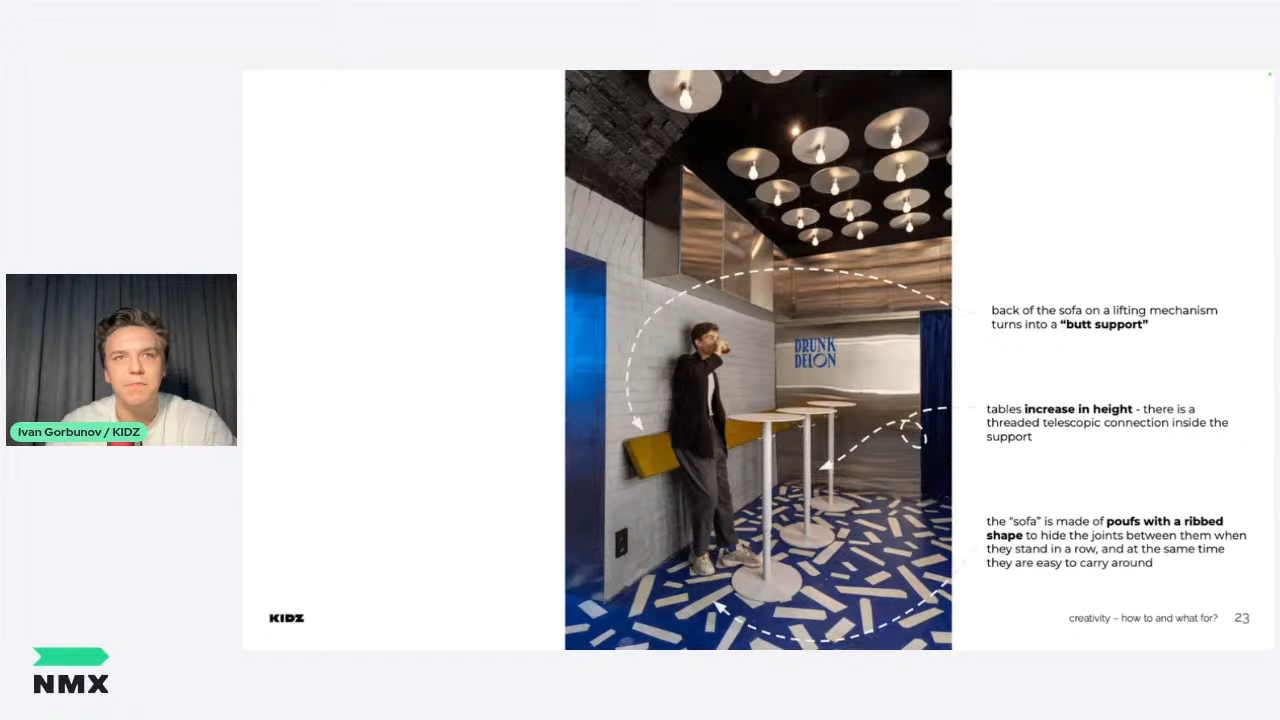 DRUNK
DELON
back of the sofa on a lifting mechanism
turns into a “butt support”
tables increase in height - there is a
threaded telescopic connection inside the
support
the “sofa” is made of poufs with a ribbed
shape to hide the joints between them when
they stand in a row, and at the same time
they are easy to carry around
Ivan Gorbunov / KIDZ
KIDZ
creativity – how to and what for? 23
NMX